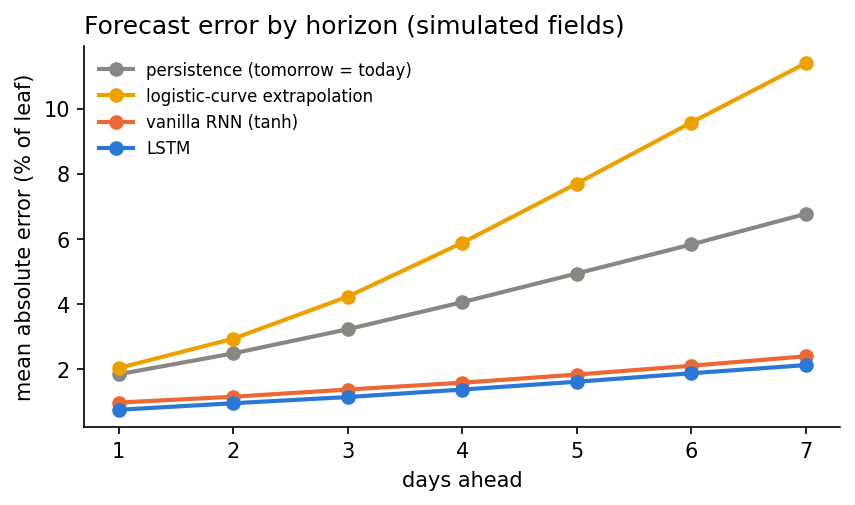 Forecast error by horizon (simulated fields)
persistence (tomorrow = today)
logistic-curve extrapolation
vanilla RNN (tanh)
LSTM
mean absolute error (% of leaf)
10
8
6
4
2
1 2 3 4 5 6 7
days ahead